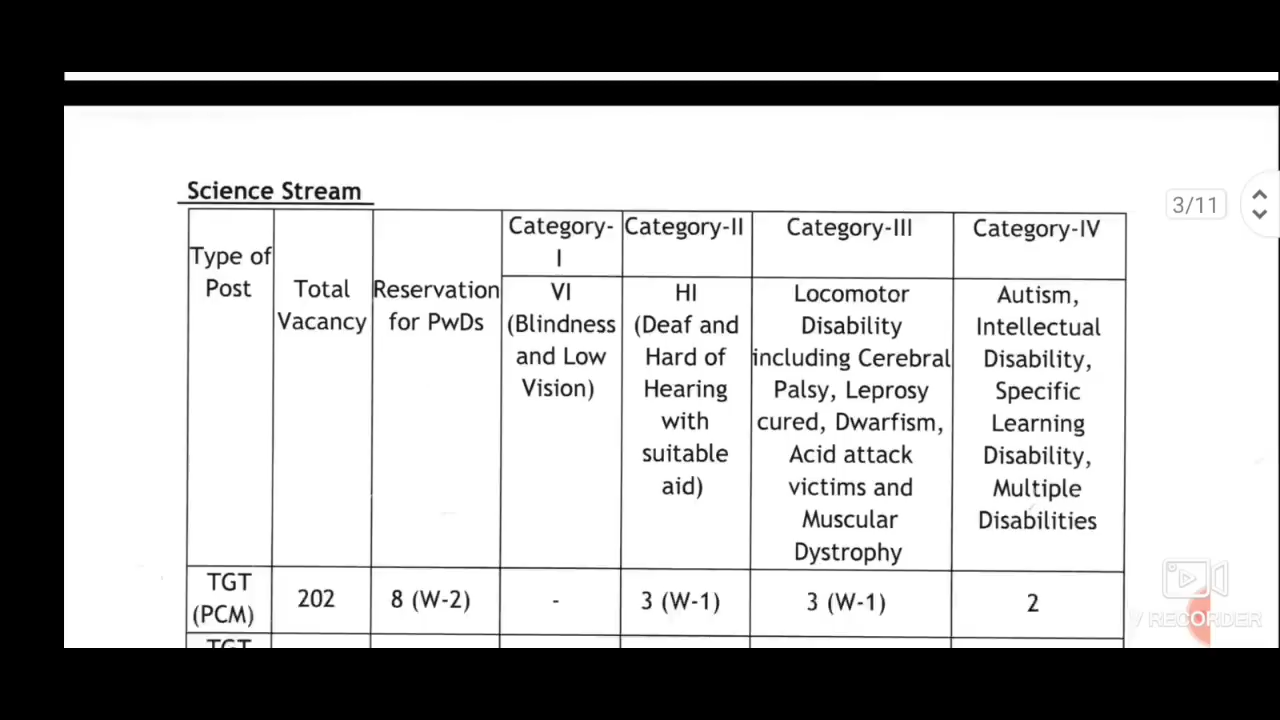 Science Stream
3/11
Type of
Post
Total
Vacancy
Reservation
for PwDs
Category-
I
Category-II
Category-III
Category-IV
VI
(Blindness
and Low
Vision)
HI
(Deaf and
Hard of
Hearing
with
suitable
aid)
Locomotor
Disability
including Cerebral
Palsy, Leprosy
cured, Dwarfism,
Acid attack
victims and
Muscular
Dystrophy
Autism,
Intellectual
Disability,
Specific
Learning
Disability,
Multiple
Disabilities
TGT
(PCM)
202
8 (W-2)
-
3 (W-1)
3 (W-1)
2
TGT
V RECORDER